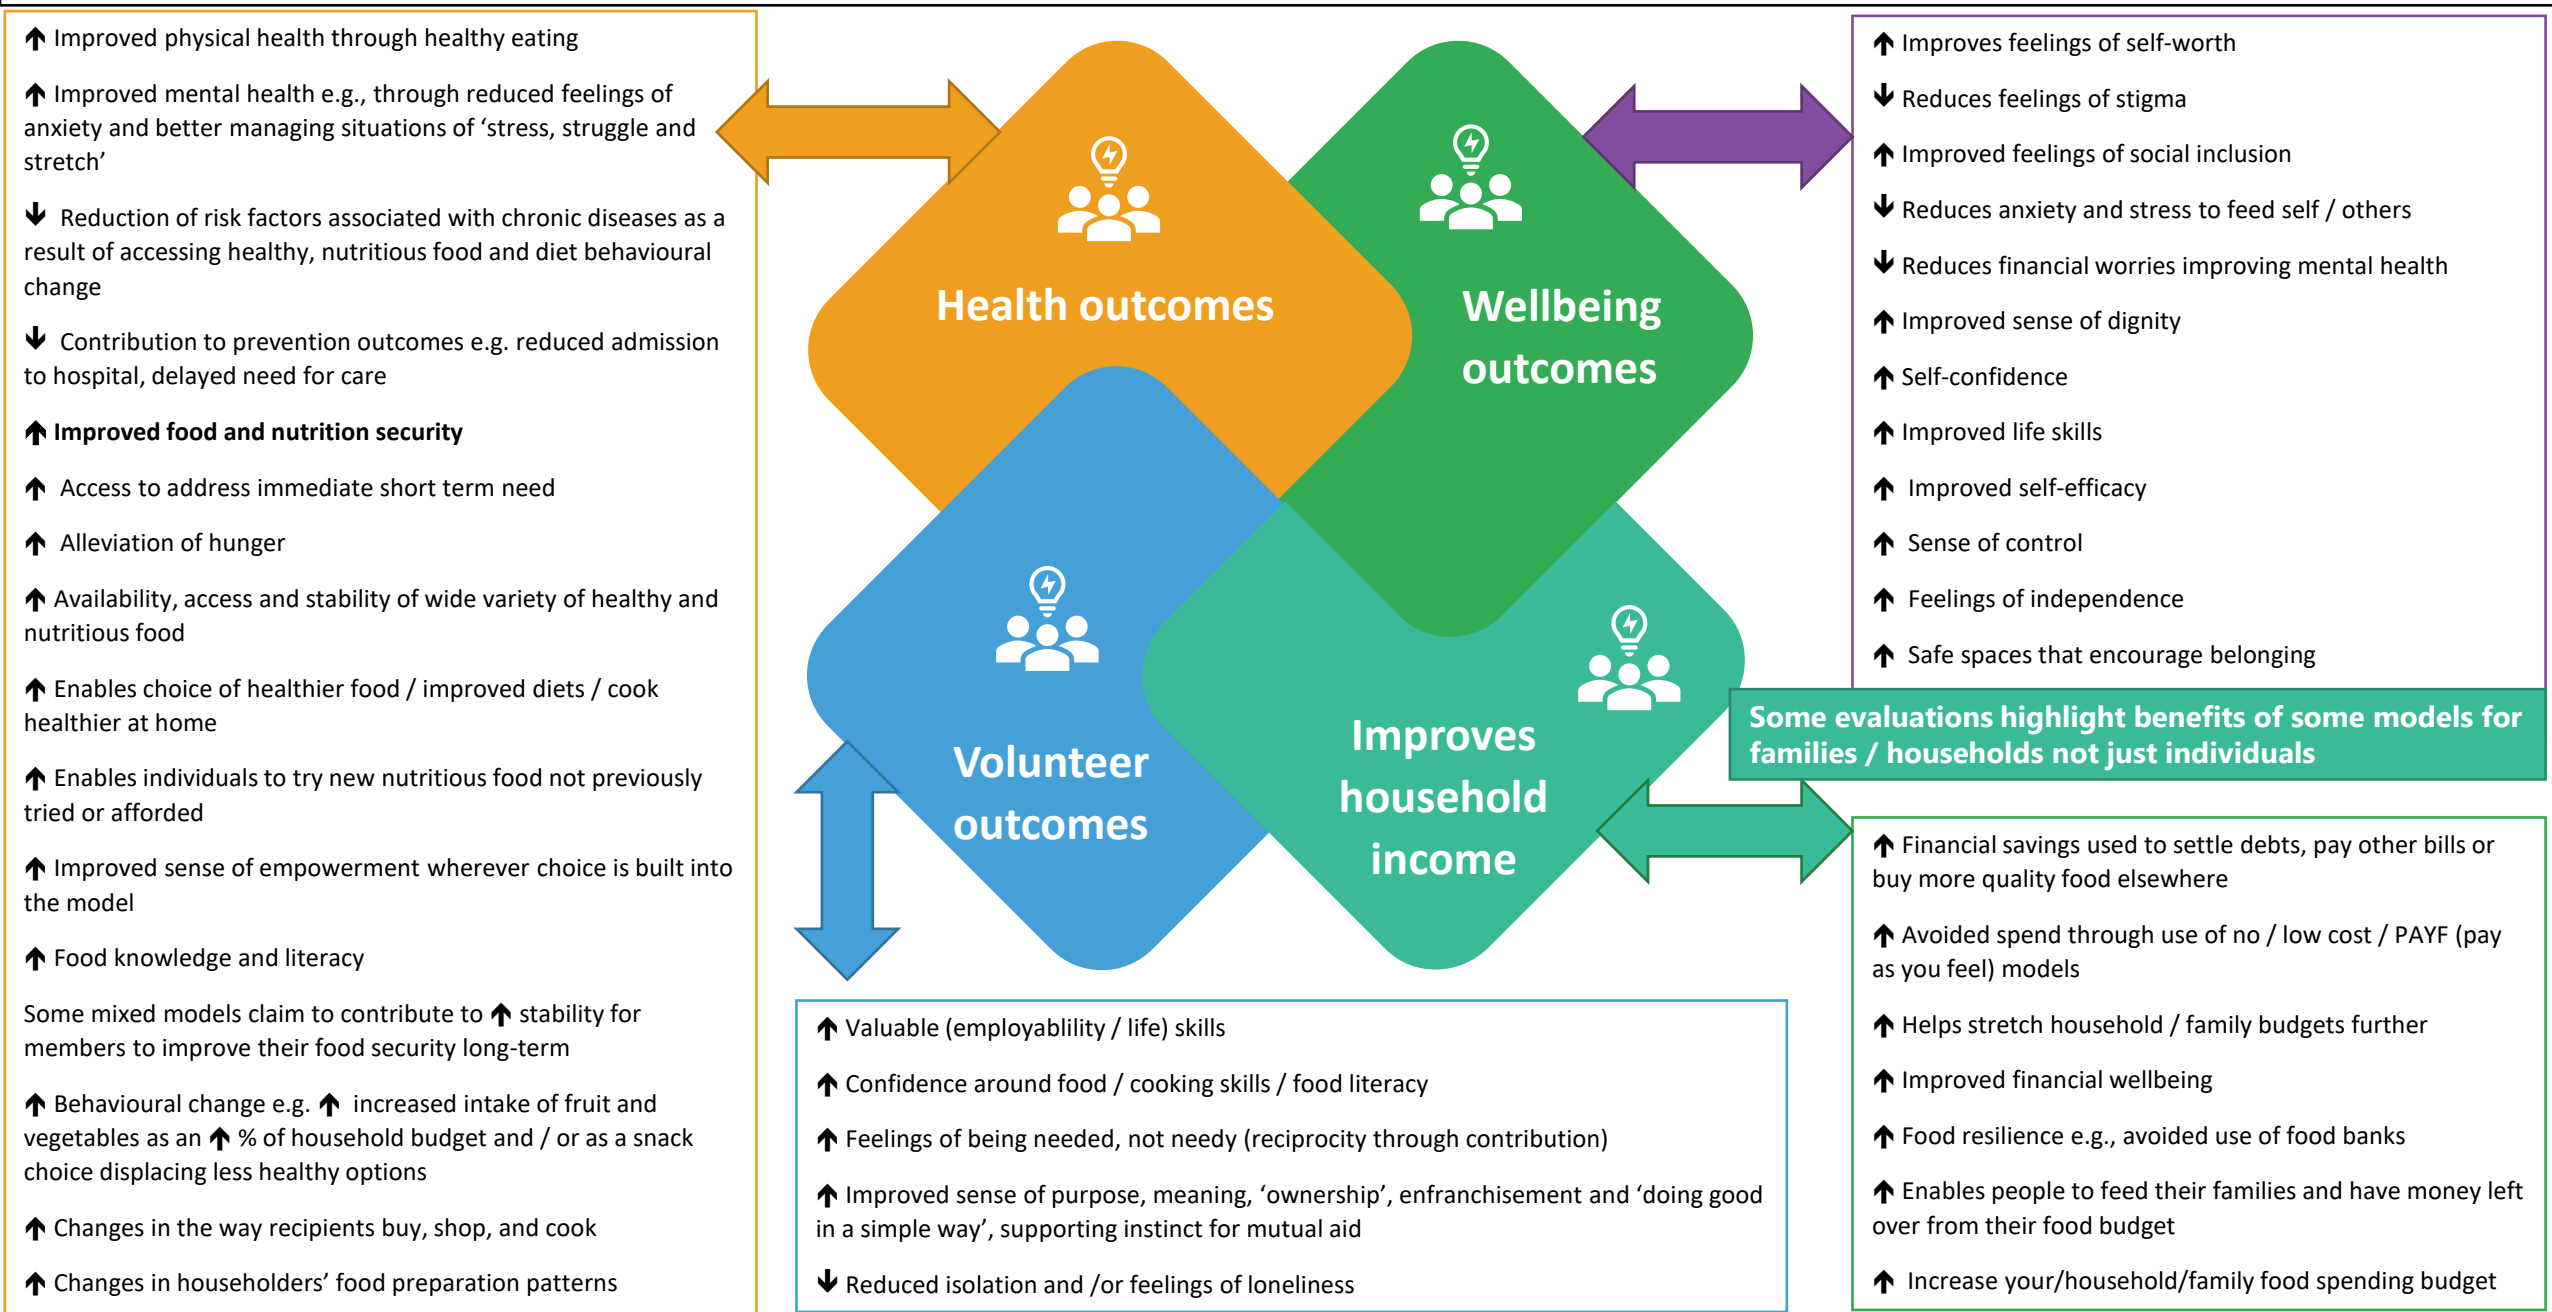 🡹 Improved physical health through healthy eating
🡹 Improved mental health e.g., through reduced feelings of
anxiety and better managing situations of ‘stress, struggle and
stretch’
🡻 Reduction of risk factors associated with chronic diseases as a
result of accessing healthy, nutritious food and diet behavioural
change
🡻 Contribution to prevention outcomes e.g. reduced admission
to hospital, delayed need for care
🡹 Improved food and nutrition security
🡹 Access to address immediate short term need
🡹 Alleviation of hunger
🡹 Availability, access and stability of wide variety of healthy and
nutritious food
🡹 Enables choice of healthier food / improved diets / cook
healthier at home
🡹 Enables individuals to try new nutritious food not previously
tried or afforded
🡹 Improved sense of empowerment wherever choice is built into
the model
🡹 Food knowledge and literacy
Some mixed models claim to contribute to 🡹 stability for
members to improve their food security long-term
🡹 Behavioural change e.g. 🡹 increased intake of fruit and
vegetables as an 🡹 % of household budget and / or as a snack
choice displacing less healthy options
🡹 Changes in the way recipients buy, shop, and cook
🡹 Changes in householders’ food preparation patterns
Health outcomes
Wellbeing
outcomes
Volunteer
outcomes
Improves
household
income
🡹 Improves feelings of self-worth
🡻 Reduces feelings of stigma
🡹 Improved feelings of social inclusion
🡻 Reduces anxiety and stress to feed self / others
🡻 Reduces financial worries improving mental health
🡹 Improved sense of dignity
🡹 Self-confidence
🡹 Improved life skills
🡹 Improved self-efficacy
🡹 Sense of control
🡹 Feelings of independence
🡹 Safe spaces that encourage belonging
Some evaluations highlight benefits of some models for
families / households not just individuals
🡹 Financial savings used to settle debts, pay other bills or
buy more quality food elsewhere
🡹 Avoided spend through use of no / low cost / PAYF (pay
as you feel) models
🡹 Helps stretch household / family budgets further
🡹 Improved financial wellbeing
🡹 Food resilience e.g., avoided use of food banks
🡹 Enables people to feed their families and have money left
over from their food budget
🡹 Increase your/household/family food spending budget
🡹 Valuable (employablility / life) skills
🡹 Confidence around food / cooking skills / food literacy
🡹 Feelings of being needed, not needy (reciprocity through contribution)
🡹 Improved sense of purpose, meaning, ‘ownership’, enfranchisement and ‘doing good
in a simple way’, supporting instinct for mutual aid
🡻 Reduced isolation and /or feelings of loneliness